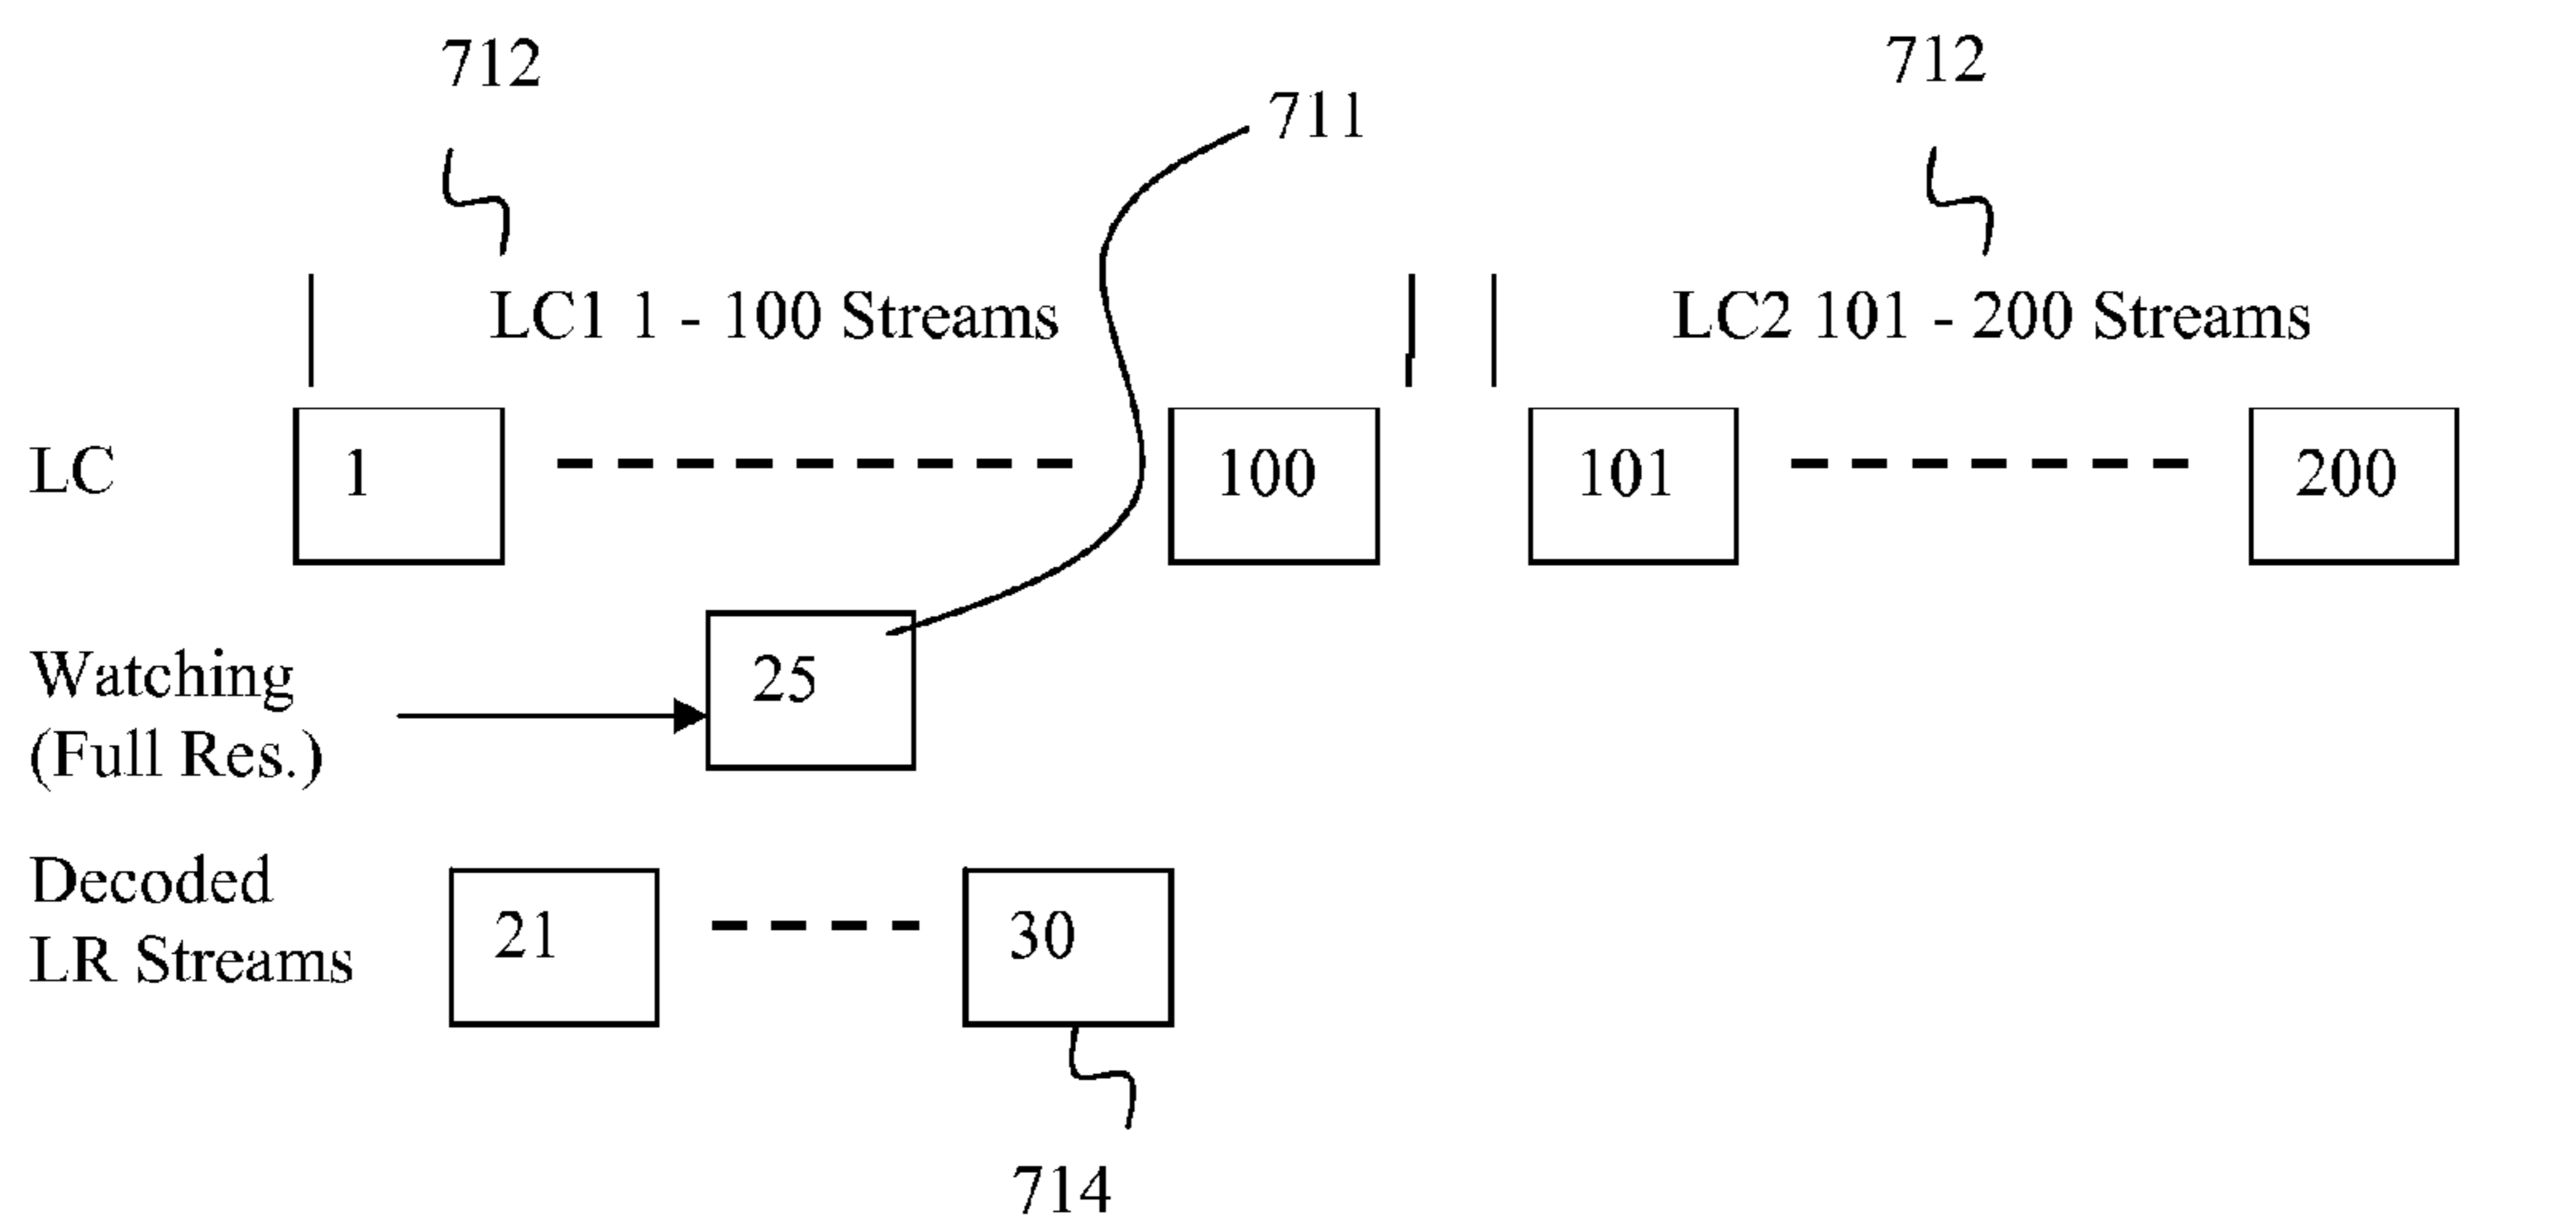 712
712
711
LC1 1 - 100 Streams
LC2 101 - 200 Streams
LC
1
100
101
200
Watching
(Full Res.)
25
Decoded
LR Streams
21
30
714